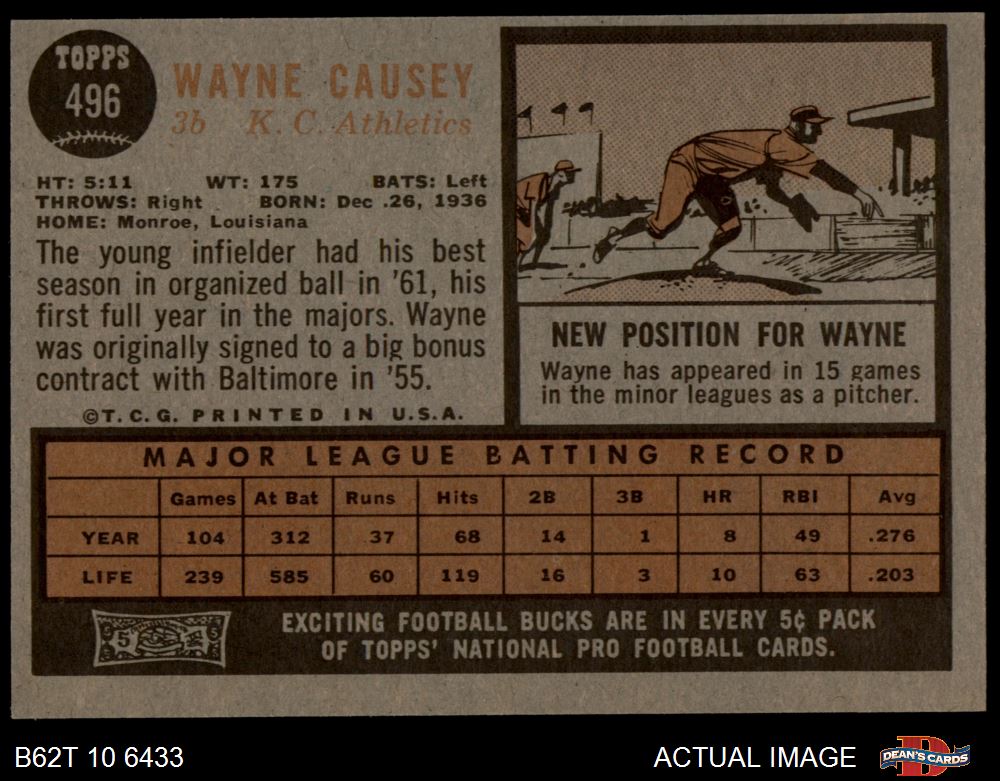 TOPPS
496
WAYNE CAUSEY
3b K. C. Athletics
HT: 5:11 WT: 175 BATS: Left
THROWS: Right BORN: Dec .26, 1936
HOME: Monroe, Louisiana
The young infielder had his best
season in organized ball in '61, his
first full year in the majors. Wayne
was originally signed to a big bonus
contract with Baltimore in '55.
©T.C.G. PRINTED IN U.S.A.
NEW POSITION FOR WAYNE
Wayne has appeared in 15 games
in the minor leagues as a pitcher.
MAJOR LEAGUE BATTING RECORD
Games At Bat Runs Hits 2B 3B HR RBI Avg
YEAR 104 312 37 68 14 1 8 49 .276
LIFE 239 585 60 119 16 3 10 63 .203
5
EXCITING FOOTBALL BUCKS ARE IN EVERY 5¢ PACK
OF TOPPS' NATIONAL PRO FOOTBALL CARDS.
B62T 10 6433 ACTUAL IMAGE DEAN'S CARDS